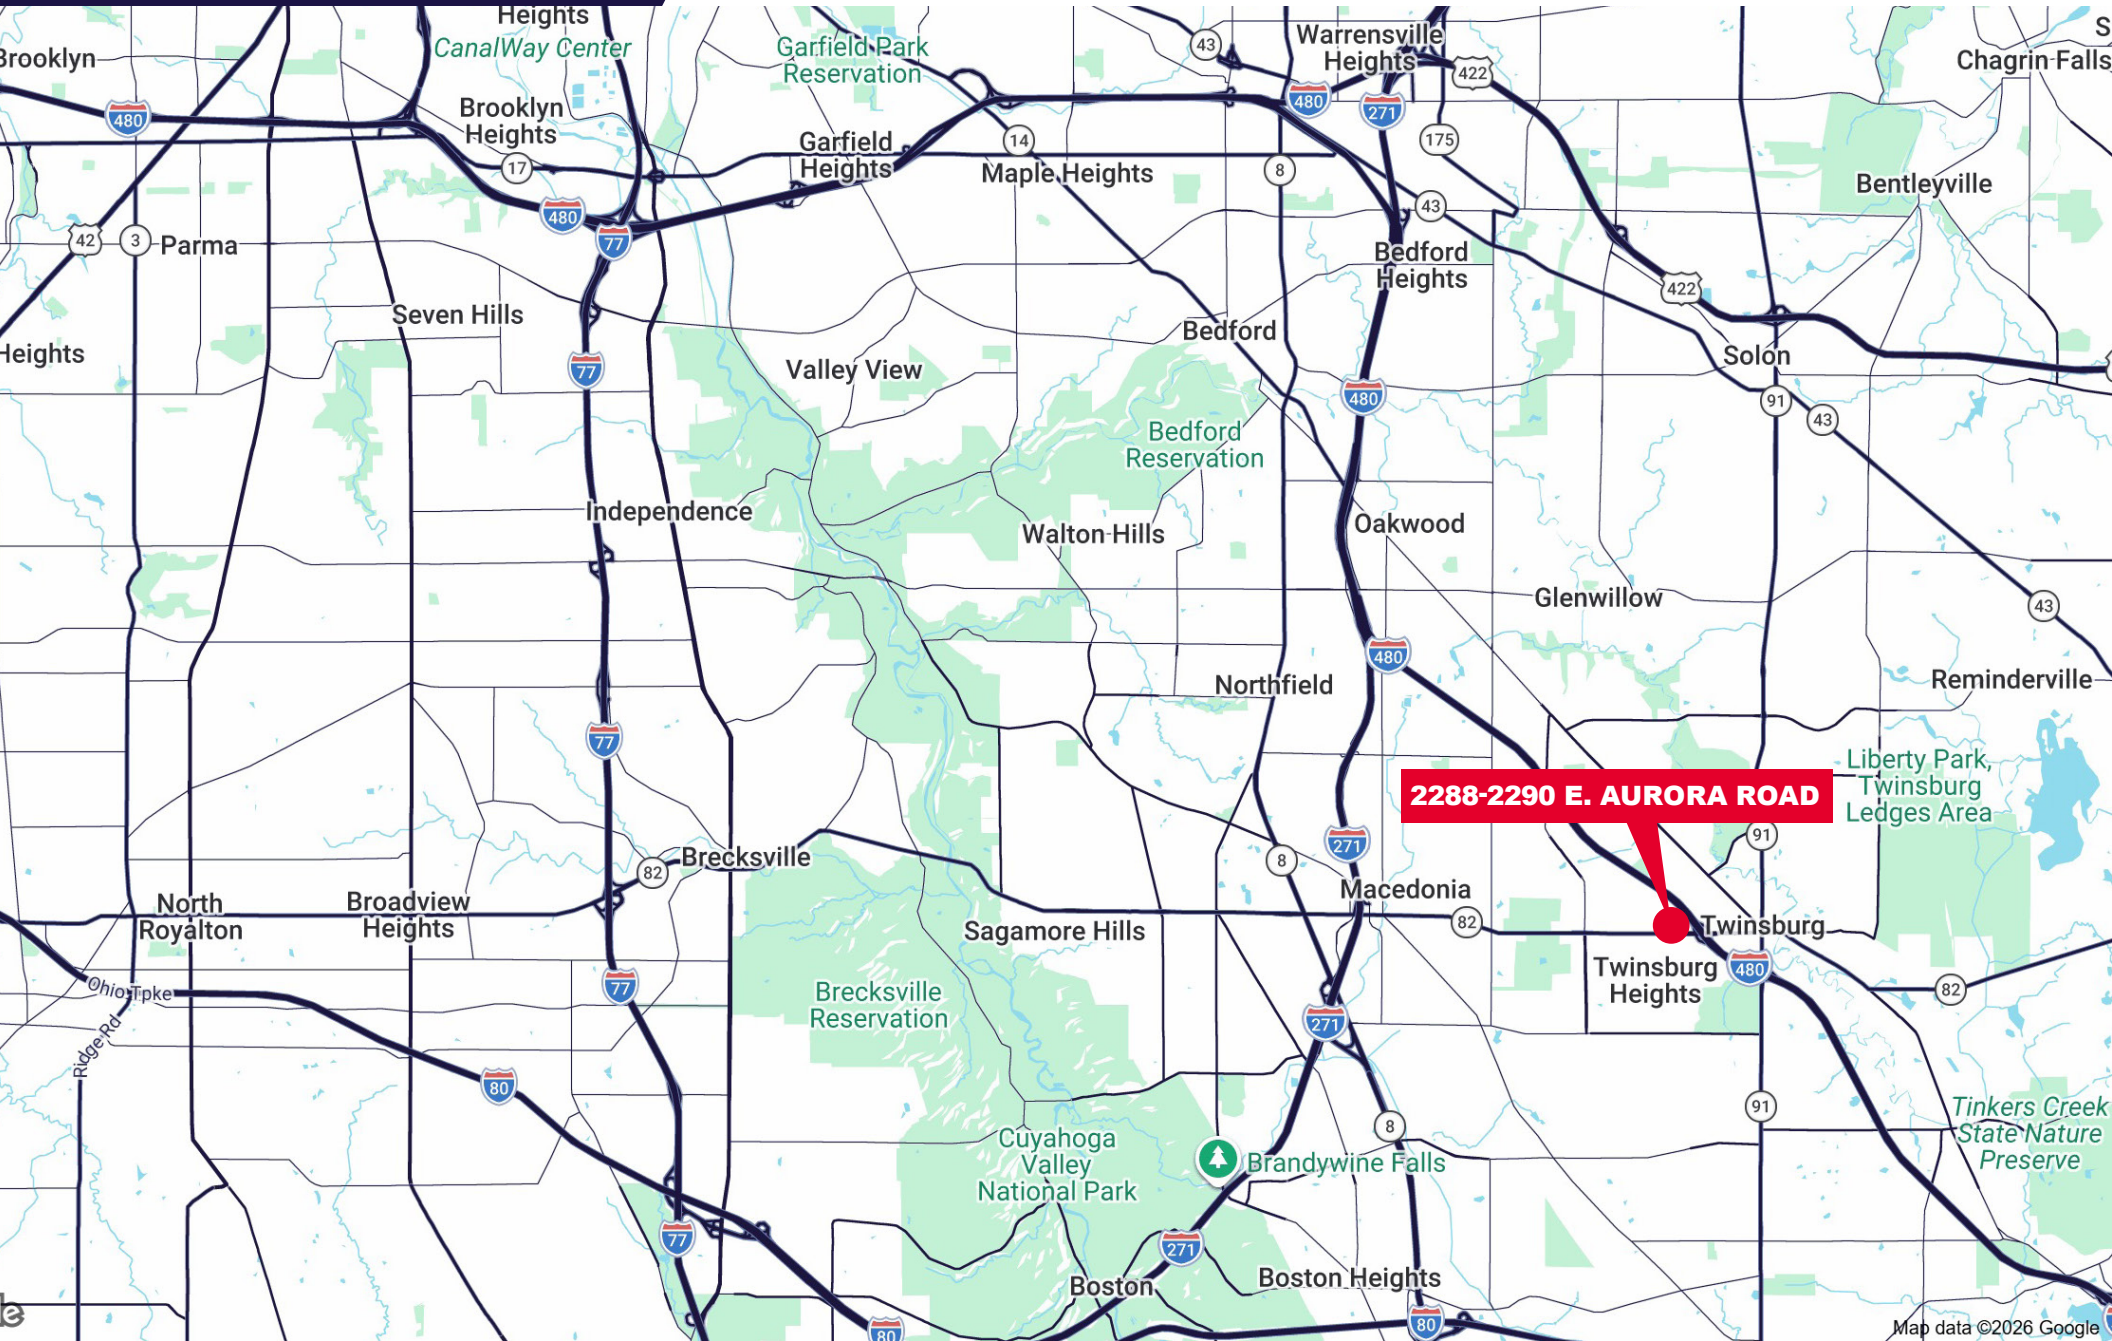 Heights
CanalWay Center
Garfield Park
Reservation
43
Warrensville
Heights
422
Chagrin Falls
Brooklyn
480
Brooklyn
Heights
480
271
17
Garfield
Heights
14
Maple Heights
175
8
Bentleyville
480
43
42
3
Parma
77
Bedford
Heights
422
Seven Hills
Bedford
Heights
Valley View
77
Solon
480
91
43
Bedford
Reservation
Independence
Walton Hills
Oakwood
Glenwillow
43
480
Northfield
Reminderville
77
Liberty Park,
Twinsburg
Ledges Area
2288-2290 E. AURORA ROAD
91
271
8
Brecksville
82
Macedonia
North
Royalton
Broadview
Heights
82
Sagamore Hills
Twinsburg
Twinsburg
Heights
480
82
Ohio Tpke
77
Brecksville
Reservation
271
Ridge Rd
80
91
Tinkers Creek
State Nature
Preserve
8
Cuyahoga
Valley
National Park
Brandywine Falls
77
271
Boston
Boston Heights
80
80
Map data ©2026 Google